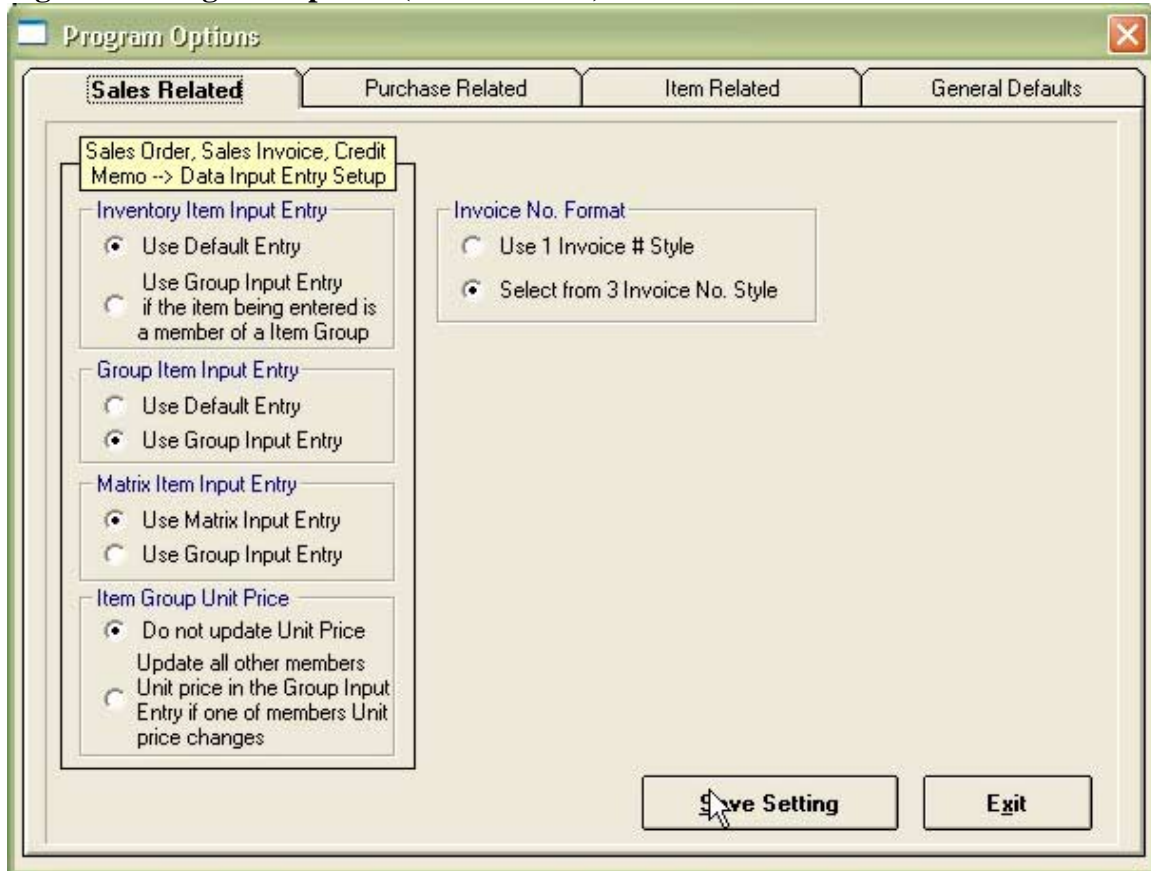 Program Options
Sales Related
Purchase Related
Item Related
General Defaults
Sales Order, Sales Invoice, Credit
Memo --> Data Input Entry Setup
Inventory Item Input Entry
Use Default Entry
Use Group Input Entry
if the item being entered is
a member of a Item Group
Group Item Input Entry
Use Default Entry
Use Group Input Entry
Matrix Item Input Entry
Use Matrix Input Entry
Use Group Input Entry
Item Group Unit Price
Do not update Unit Price
Update all other members
Unit price in the Group Input
Entry if one of members Unit
price changes
Invoice No. Format
Use 1 Invoice # Style
Select from 3 Invoice No. Style
Save Setting
Exit